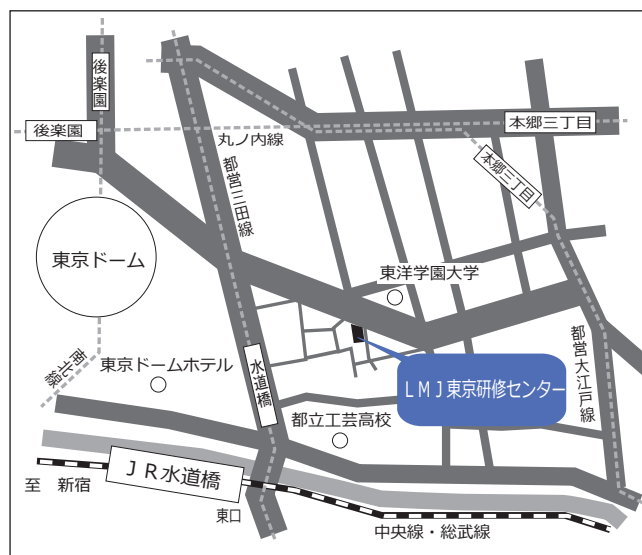 後楽園
後楽園
丸ノ内線
本郷三丁目
本郷三丁目
都営三田線
東京ドーム
東洋学園大学
南北線
東京ドームホテル
水道橋
LMJ東京研修センター
都営大江戸線
都立工芸高校
JR水道橋
至 新宿
東口
中央線・総武線